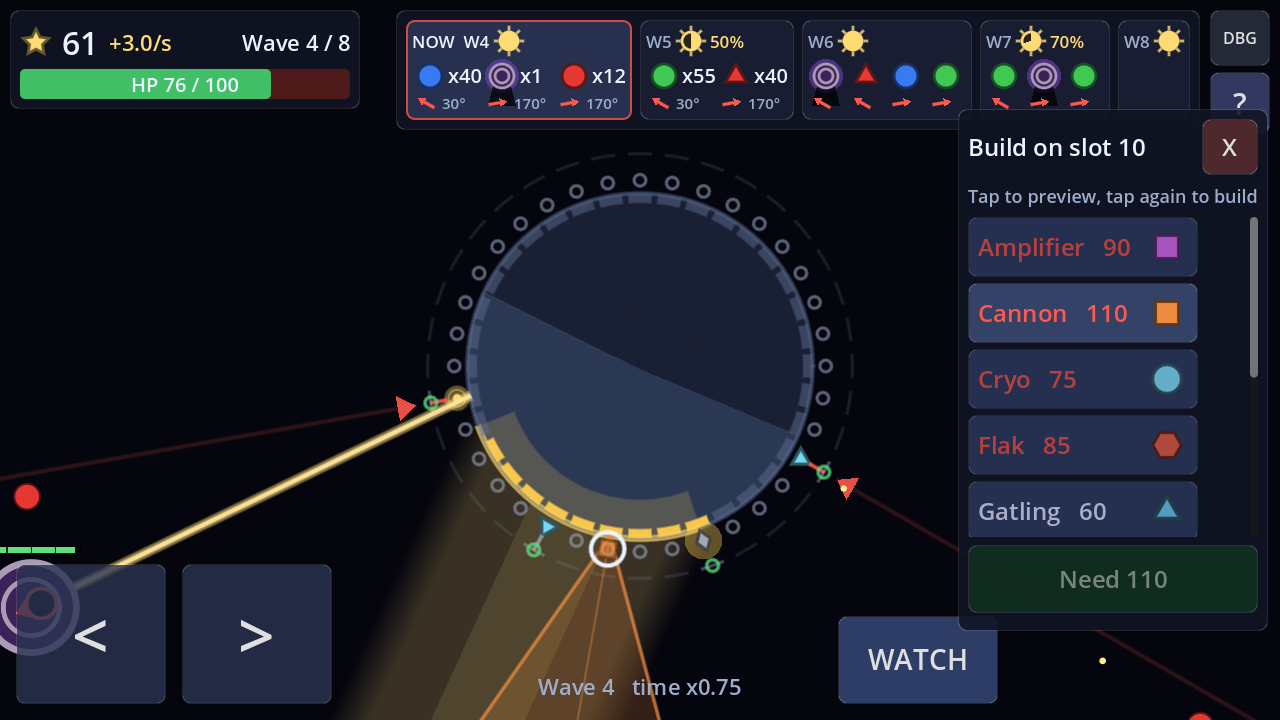 61 +3.0/s Wave 4 / 8
HP 76 / 100
NOW W4
x40 x1 x12
30° 170° 170°
W5 50%
x55 x40
30° 170°
W6
W7 70%
W8
DBG
?
Build on slot 10
X
Tap to preview, tap again to build
Amplifier 90
Cannon 110
Cryo 75
Flak 85
Gatling 60
Need 110
<
>
WATCH
Wave 4 time x0.75